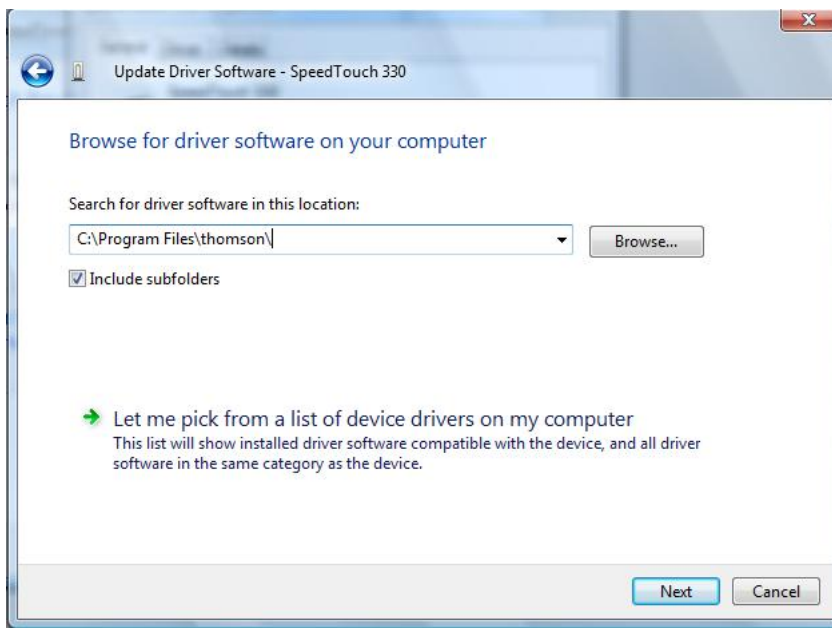 Update Driver Software - SpeedTouch 330
Browse for driver software on your computer
Search for driver software in this location:
C:\Program Files\thomson\
Browse...
Include subfolders
Let me pick from a list of device drivers on my computer
This list will show installed driver software compatible with the device, and all driver
software in the same category as the device.
Next
Cancel